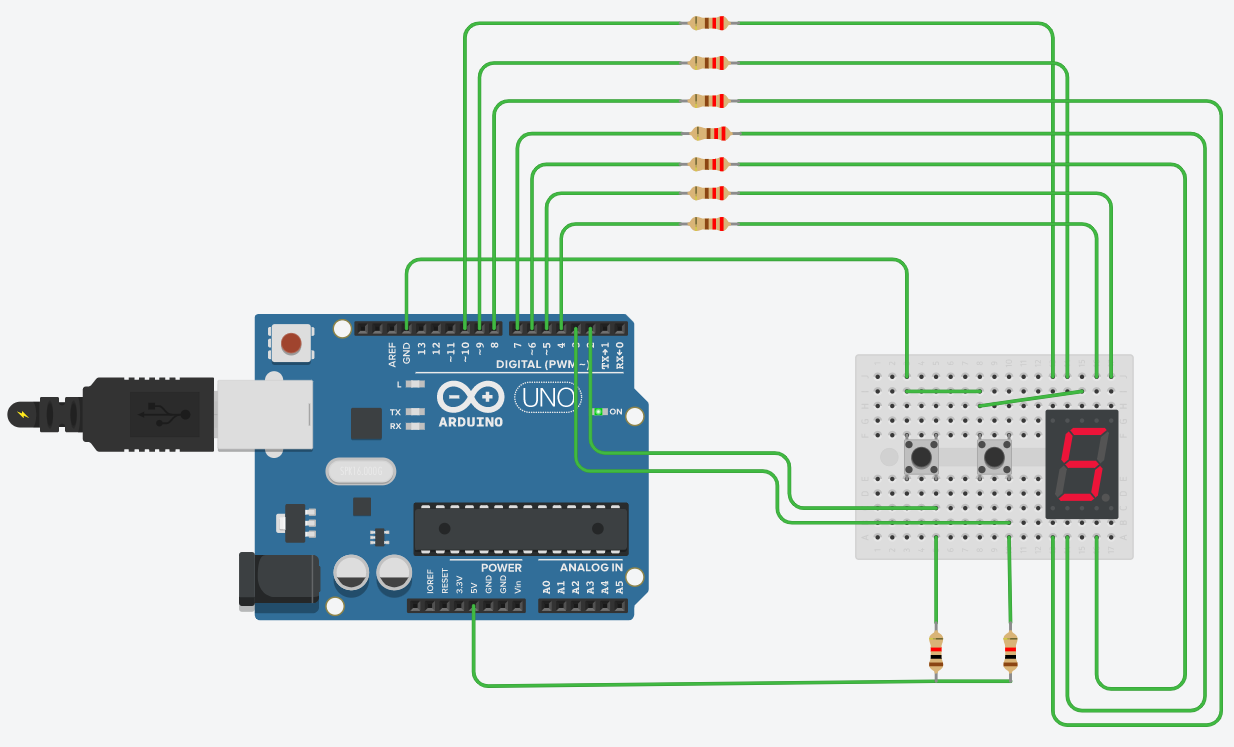 AREF
GND
13
12
~11
~10
~9
8
7
~6
~5
4
2
TX→1
RX←0
DIGITAL (PWM~)
L
TX
RX
ARDUINO
UNO
ON
POWER
ANALOG IN
IOREF
RESET
3.3V
5V
GND
GND
Vin
A0
A1
A2
A3
A4
A5
5